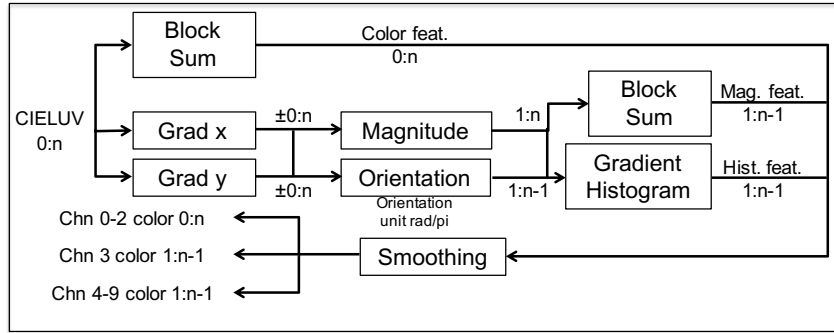 Block
Sum
Color feat.
0:n
CIELUV
0:n
Grad x
±0:n
Magnitude
1:n
Block
Sum
Mag. feat.
1:n-1
Grad y
±0:n
Orientation
1:n-1
Gradient
Histogram
Hist. feat.
1:n-1
Orientation
unit rad/pi
Chn 0-2 color 0:n
Chn 3 color 1:n-1
Smoothing
Chn 4-9 color 1:n-1